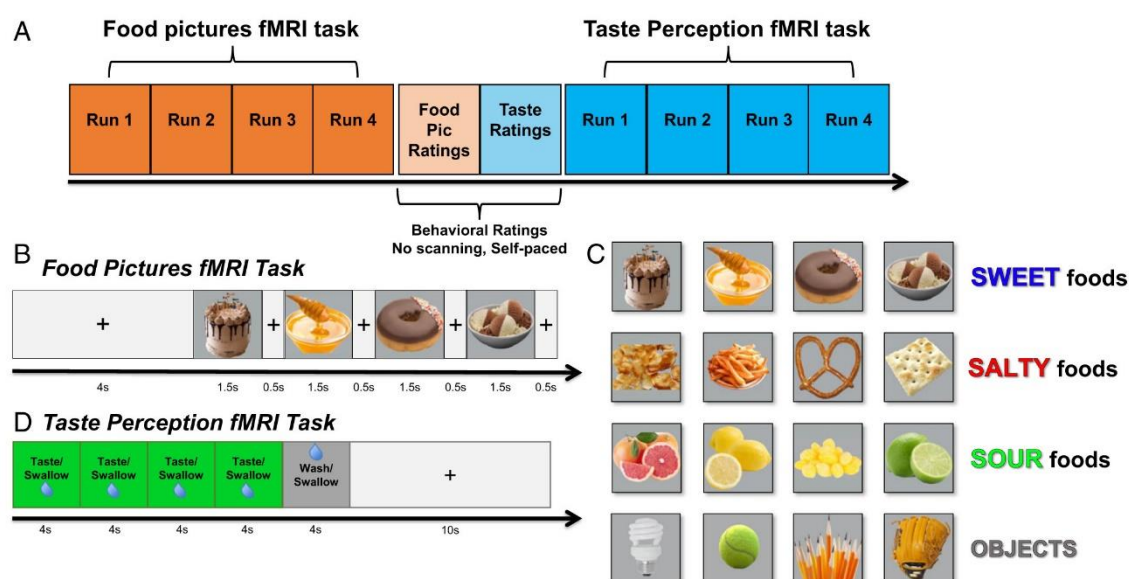 A
Food pictures fMRI task
Taste Perception fMRI task
Run 1
Run 2
Run 3
Run 4
Food
Pic
Ratings
Taste
Ratings
Run 1
Run 2
Run 3
Run 4
Behavioral Ratings
No scanning, Self-paced
B
Food Pictures fMRI Task
+
+
+
+
+
4s
1.5s
0.5s
1.5s
0.5s
1.5s
0.5s
1.5s
0.5s
C
SWEET foods
SALTY foods
SOUR foods
OBJECTS
D
Taste Perception fMRI Task
Taste/
Swallow
Taste/
Swallow
Taste/
Swallow
Taste/
Swallow
Wash/
Swallow
+
4s
4s
4s
4s
4s
10s